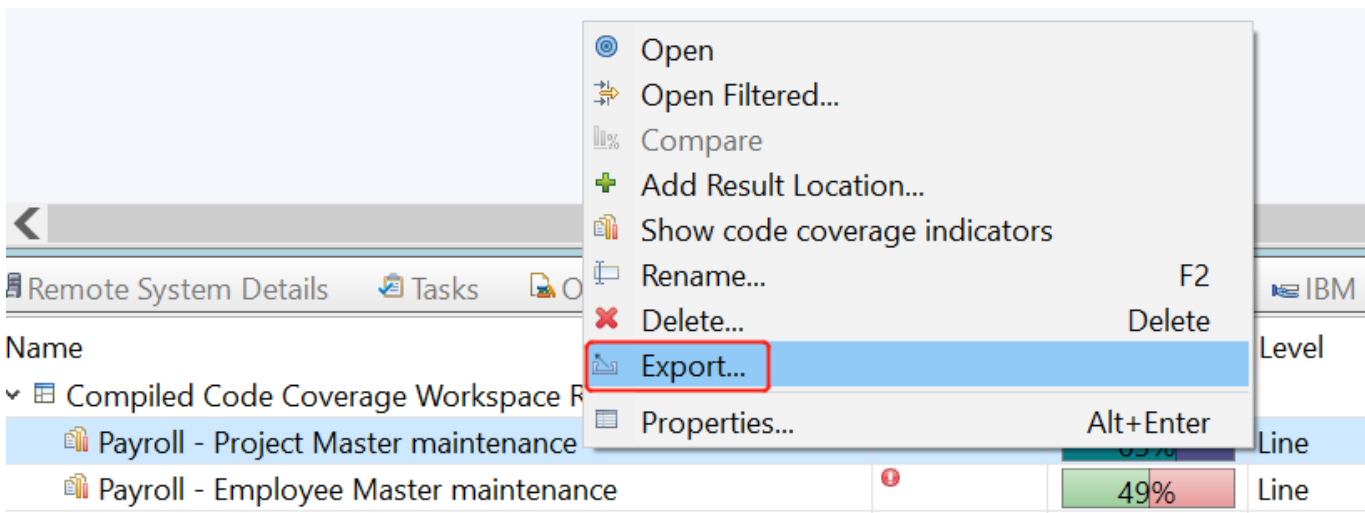 Open
Open Filtered...
Compare
Add Result Location...
Show code coverage indicators
Rename... F2
Delete... Delete
Export...
Properties... Alt+Enter
Remote System Details Tasks O IBM
Name Level
Compiled Code Coverage Workspace R
Payroll - Project Master maintenance Line
Payroll - Employee Master maintenance 49% Line